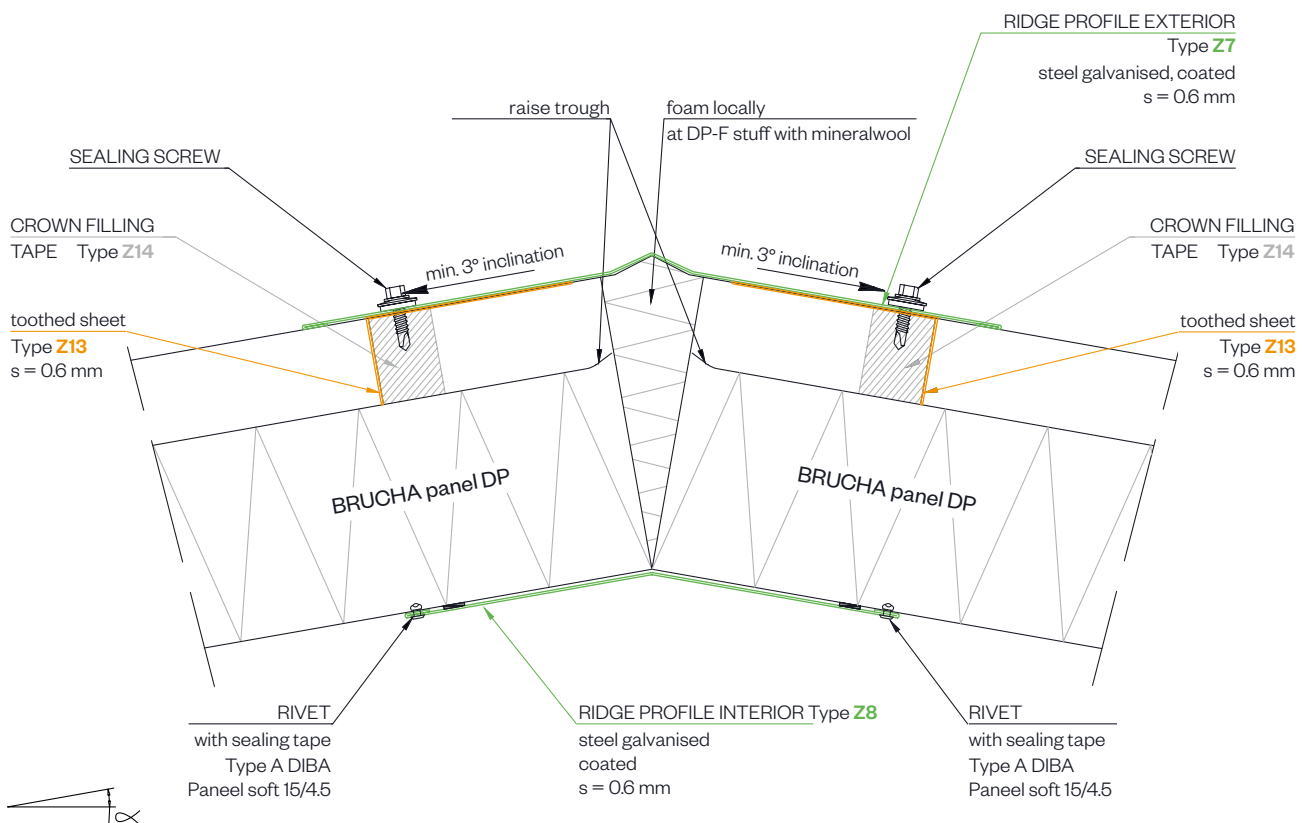 RIDGE PROFILE EXTERIOR
Type Z7
steel galvanised, coated
s = 0.6 mm
raise trough
foam locally
at DP-F stuff with mineralwool
SEALING SCREW
SEALING SCREW
CROWN FILLING
TAPE Type Z14
CROWN FILLING
TAPE Type Z14
min. 3° inclination
min. 3° inclination
toothed sheet
Type Z13
s = 0.6 mm
toothed sheet
Type Z13
s = 0.6 mm
BRUCHA panel DP
BRUCHA panel DP
RIVET
with sealing tape
Type A DIBA
Paneel soft 15/4.5
RIDGE PROFILE INTERIOR Type Z8
steel galvanised
coated
s = 0.6 mm
RIVET
with sealing tape
Type A DIBA
Paneel soft 15/4.5
α